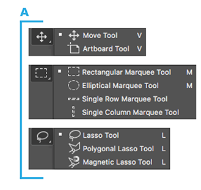 A
Move Tool V
Artboard Tool V
Rectangular Marquee Tool M
Elliptical Marquee Tool M
Single Row Marquee Tool
Single Column Marquee Tool
Lasso Tool L
Polygonal Lasso Tool L
Magnetic Lasso Tool L